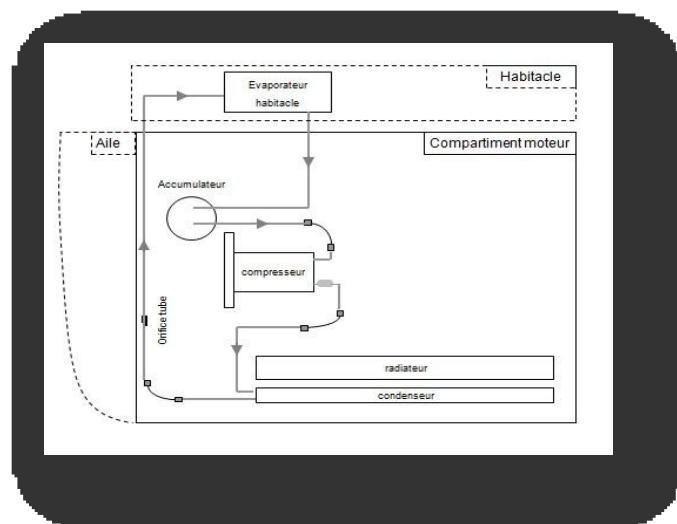 Habitacle
Evaporateur
habitacle
Aile
Compartiment moteur
Accumulateur
compresseur
Orifice tube
radiateur
condenseur